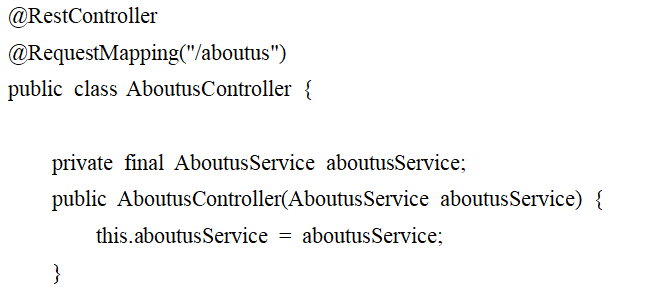 @RestController
@RequestMapping("/aboutus")
public class AboutusController {
private final AboutusService aboutusService;
public AboutusController(AboutusService aboutusService) {
this.aboutusService = aboutusService;
}